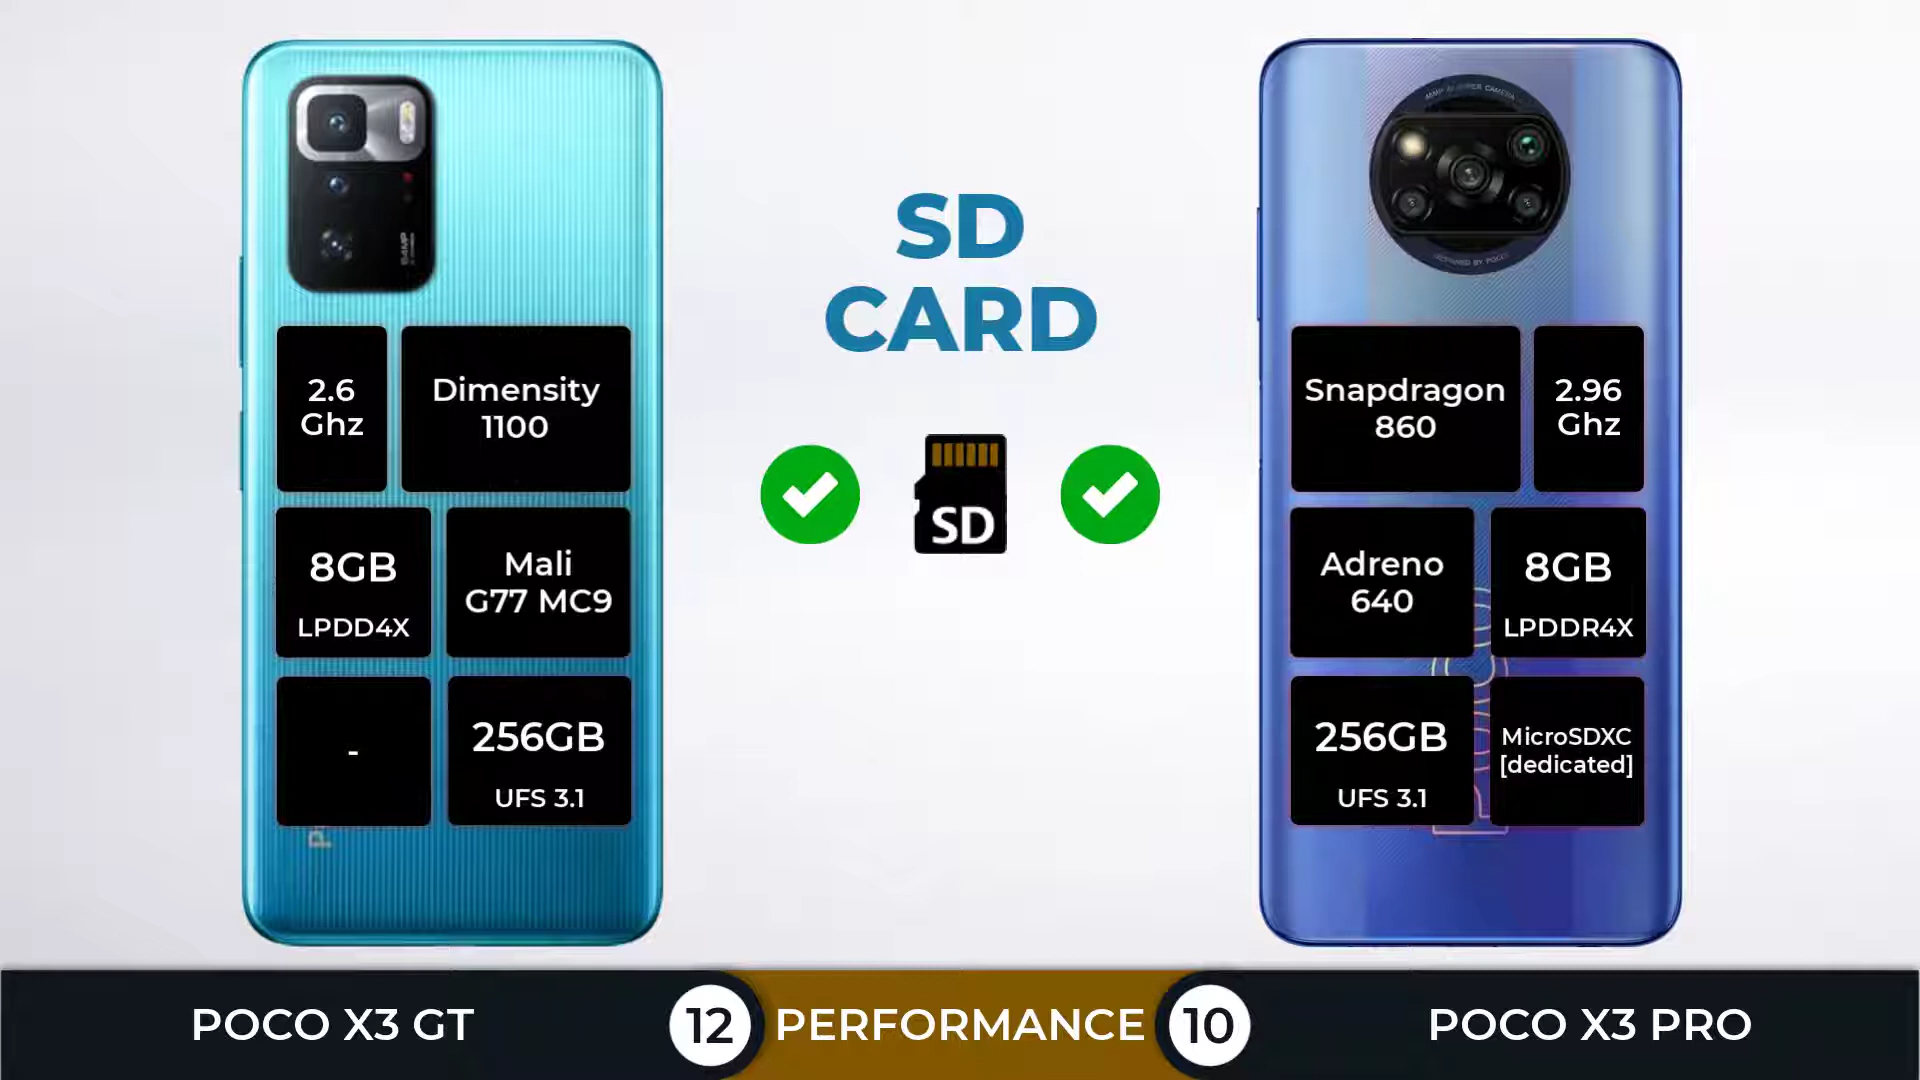 SD
CARD
SD
64MP
2.6
Ghz
Dimensity
1100
8GB
LPDD4X
Mali
G77 MC9
-
256GB
UFS 3.1
Snapdragon
860
2.96
Ghz
Adreno
640
8GB
LPDDR4X
256GB
UFS 3.1
MicroSDXC
[dedicated]
POCO X3 GT
12
PERFORMANCE
10
POCO X3 PRO